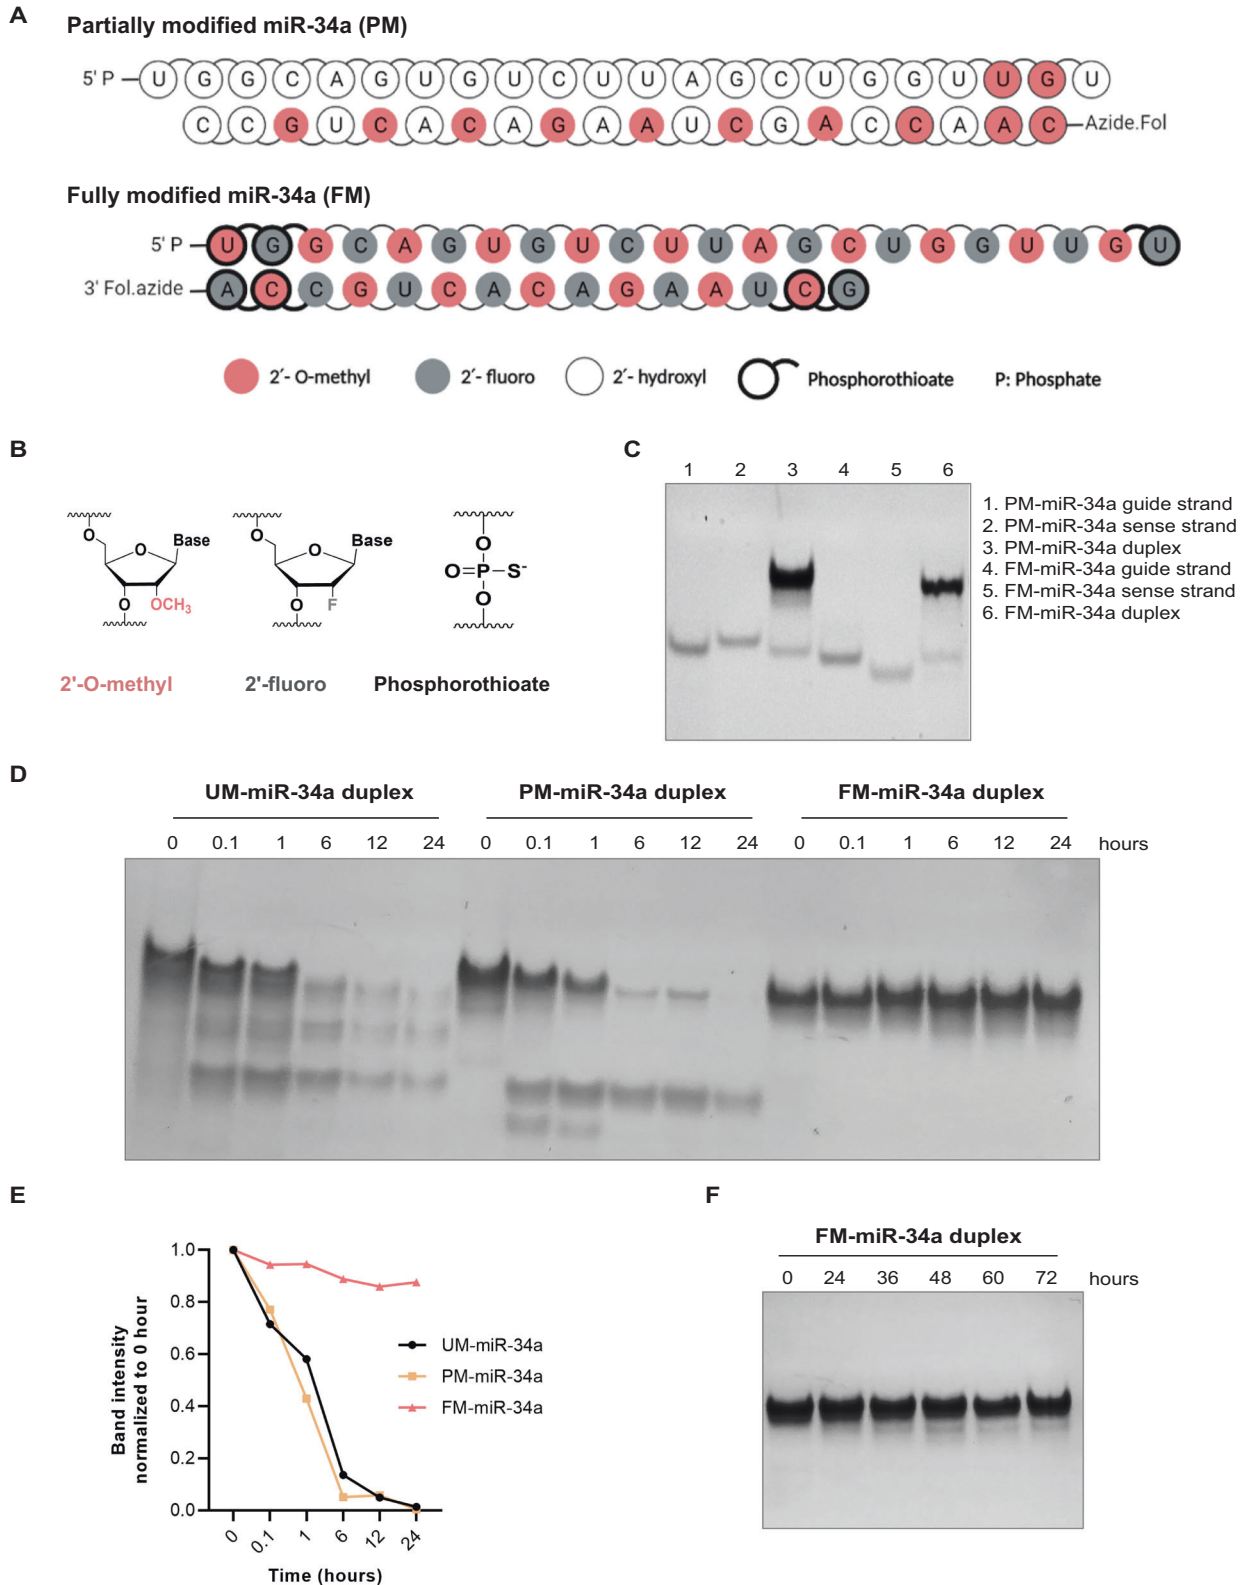 A
Partially modified miR-34a (PM)
5' P U G G C A G U G U C U U A G C U G G U U G U
C C G U C A C A G A A U C G A C C A A C Azide.Fol
Fully modified miR-34a (FM)
5' P U G G C A G U G U C U U A G C U G G U U G U
3' Fol.azide A C C G U C A C A G A A U C G
2´- O-methyl 2´- fluoro 2´- hydroxyl Phosphorothioate P: Phosphate
B
O Base O OCH3
O Base O F
O O=P–S- O
2'-O-methyl 2'-fluoro Phosphorothioate
C
1 2 3 4 5 6
1. PM-miR-34a guide strand
2. PM-miR-34a sense strand
3. PM-miR-34a duplex
4. FM-miR-34a guide strand
5. FM-miR-34a sense strand
6. FM-miR-34a duplex
D
UM-miR-34a duplex PM-miR-34a duplex FM-miR-34a duplex
0 0.1 1 6 12 24 0 0.1 1 6 12 24 0 0.1 1 6 12 24 hours
E
Band intensity
normalized to 0 hour
1.0
0.8
0.6
0.4
0.2
0.0
0 0.1 1 6 12 24
Time (hours)
UM-miR-34a
PM-miR-34a
FM-miR-34a
F
FM-miR-34a duplex
0 24 36 48 60 72 hours